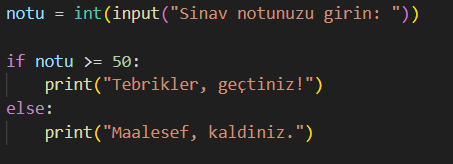 notu = int(input("Sinav notunuzu girin: "))
if notu >= 50:
    print("Tebrikler, geçtiniz!")
else:
    print("Maalesef, kaldiniz.")